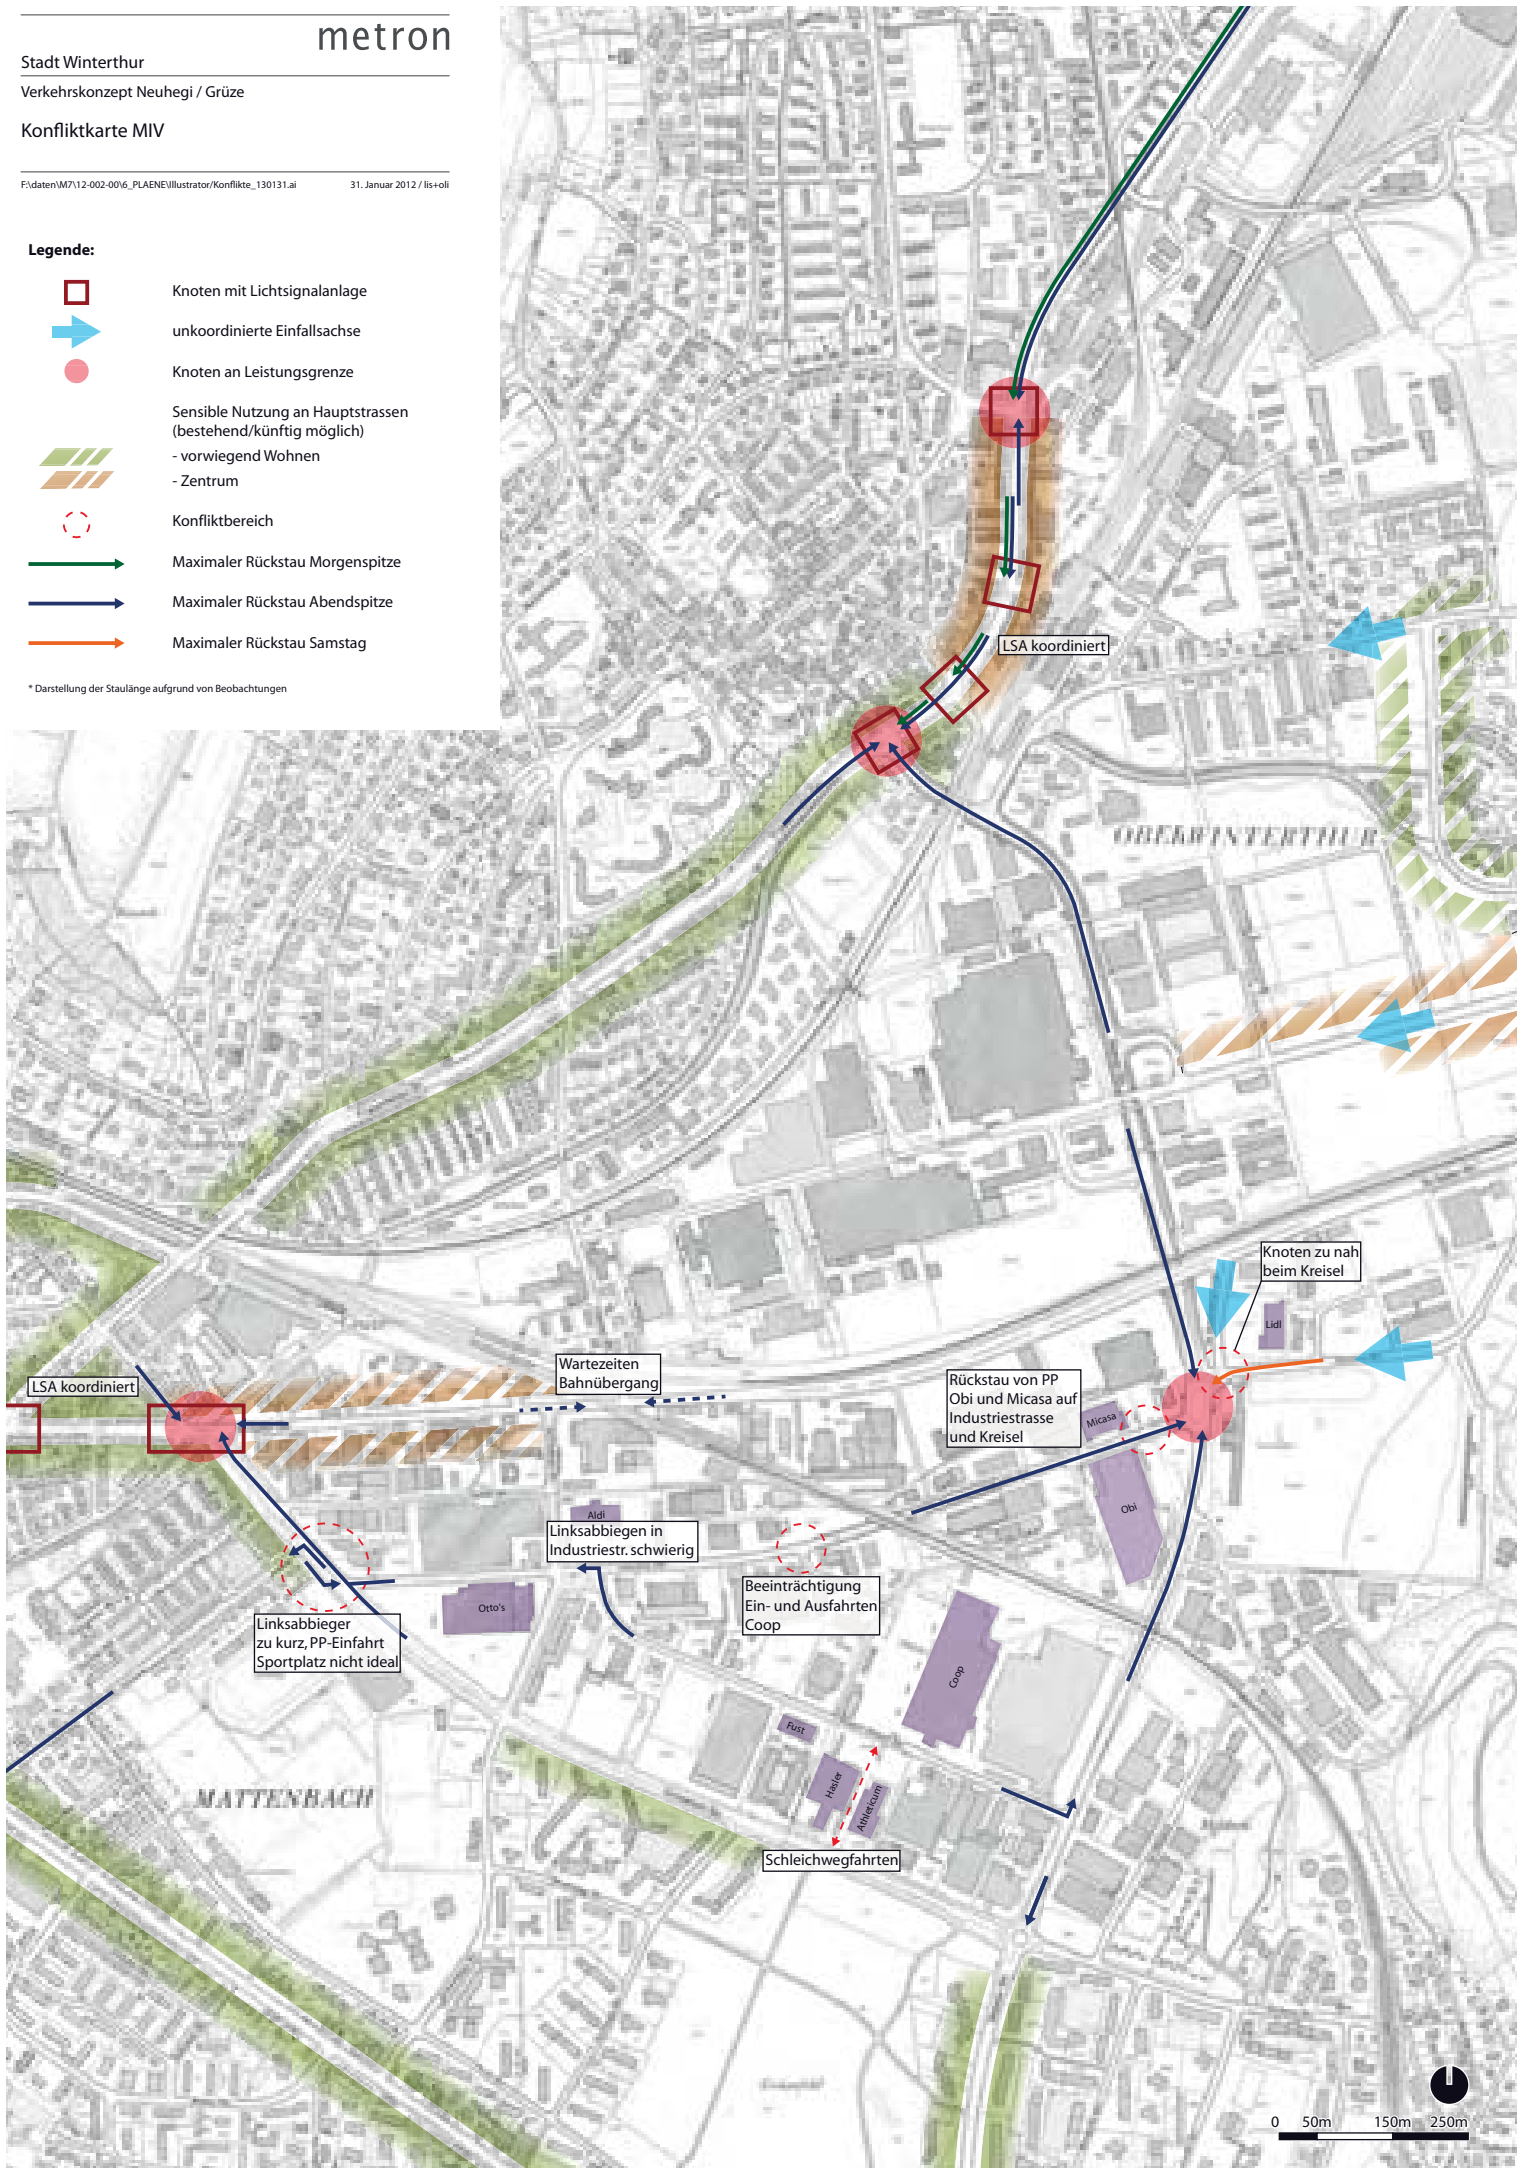 metron
Stadt Winterthur
Verkehrskonzept Neuhegi / Grüze
Konfliktkarte MIV
F:\daten\M7\12-002-00\6_PLAENE\Illustrator/Konflikte_130131.ai
31. Januar 2012 / lis+oli
Legende:
Knoten mit Lichtsignalanlage
unkoordinierte Einfallsachse
Knoten an Leistungsgrenze
Sensible Nutzung an Hauptstrassen
(bestehend/künftig möglich)
- vorwiegend Wohnen
- Zentrum
Konfliktbereich
Maximaler Rückstau Morgenspitze
Maximaler Rückstau Abendspitze
Maximaler Rückstau Samstag
* Darstellung der Staulänge aufgrund von Beobachtungen
LSA koordiniert
Knoten zu nah
beim Kreisel
Lidl
Wartezeiten
Bahnübergang
LSA koordiniert
Rückstau von PP
Obi und Micasa auf
Industriestrasse
und Kreisel
Micasa
Obi
Aldi
Linksabbiegen in
Industriestr. schwierig
Beeinträchtigung
Ein- und Ausfahrten
Coop
Otto's
Linksabbieger
zu kurz, PP-Einfahrt
Sportplatz nicht ideal
Coop
Fust
Hasler
Athleticum
MATTENBACH
Schleichwegfahrten
0 50m 150m 250m